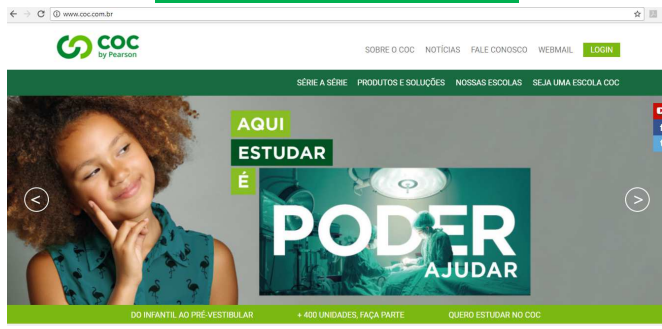 www.coc.com.br
COC
by Pearson
SOBRE O COC NOTÍCIAS FALE CONOSCO WEBMAIL LOGIN
SÉRIE A SÉRIE PRODUTOS E SOLUÇÕES NOSSAS ESCOLAS SEJA UMA ESCOLA COC
AQUI
ESTUDAR
É
PODER
AJUDAR
DO INFANTIL AO PRÉ-VESTIBULAR + 400 UNIDADES, FAÇA PARTE QUERO ESTUDAR NO COC